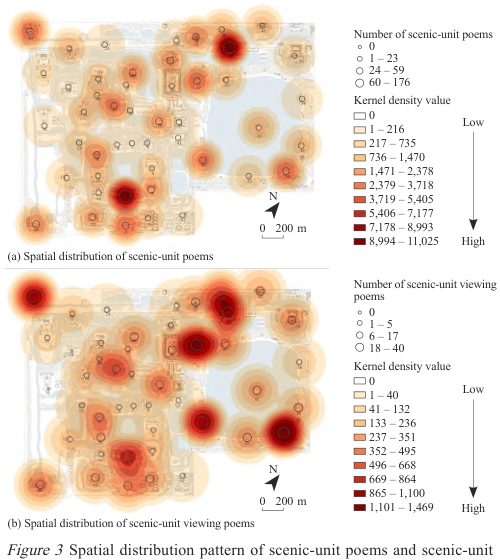 Number of scenic-unit poems
0
1 – 23
24 – 59
60 – 176
Kernel density value
0
1 – 216
217 – 735
736 – 1,470
1,471 – 2,378
2,379 – 3,718
3,719 – 5,405
5,406 – 7,177
7,178 – 8,993
8,994 – 11,025
Low
High
N
0 200 m
(a) Spatial distribution of scenic-unit poems
Number of scenic-unit viewing
poems
0
1 – 5
6 – 17
18 – 40
Kernel density value
0
1 – 40
41 – 132
133 – 236
237 – 351
352 – 495
496 – 668
669 – 864
865 – 1,100
1,101 – 1,469
Low
High
N
0 200 m
(b) Spatial distribution of scenic-unit viewing poems
Figure 3 Spatial distribution pattern of scenic-unit poems and scenic-unit